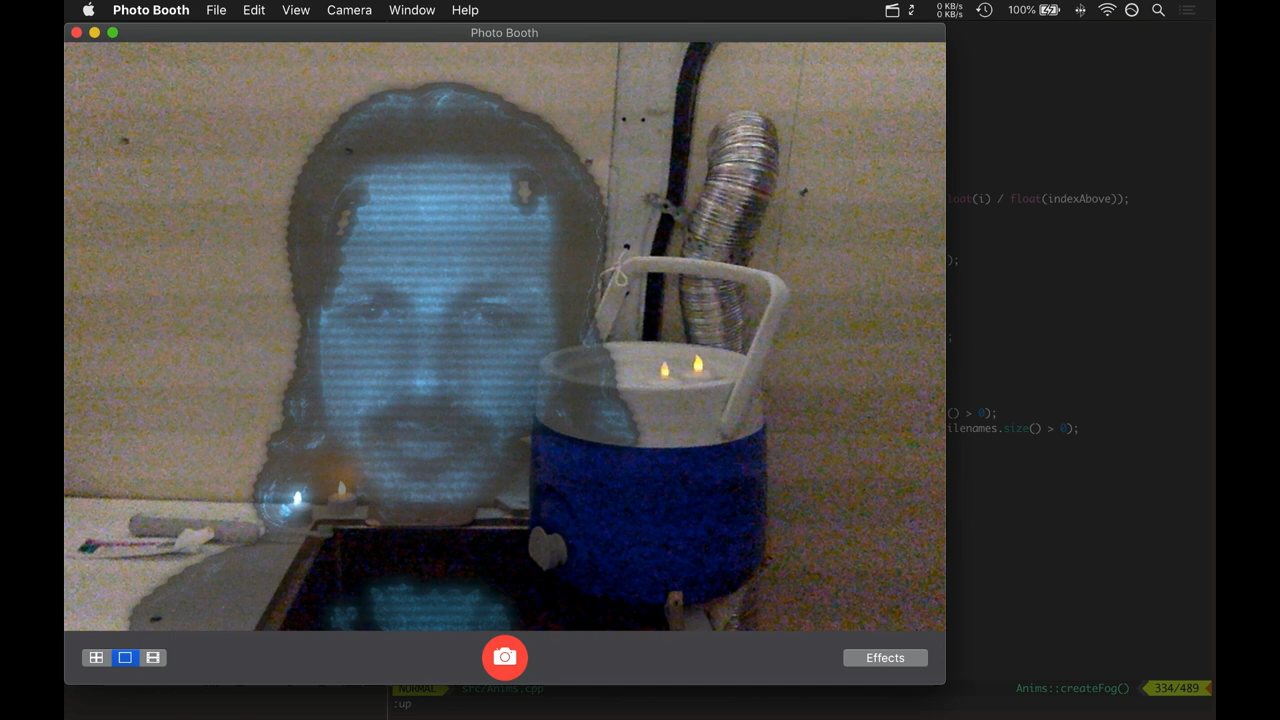 Photo Booth File Edit View Camera Window Help 0 KB/s 100%
0 KB/s
Photo Booth
loat(i) / float(indexAbove));
);
;
() > 0);
ilenames.size() > 0);
Effects
NORMAL src/Anims.cpp Anims::createFog() 334/489
:up